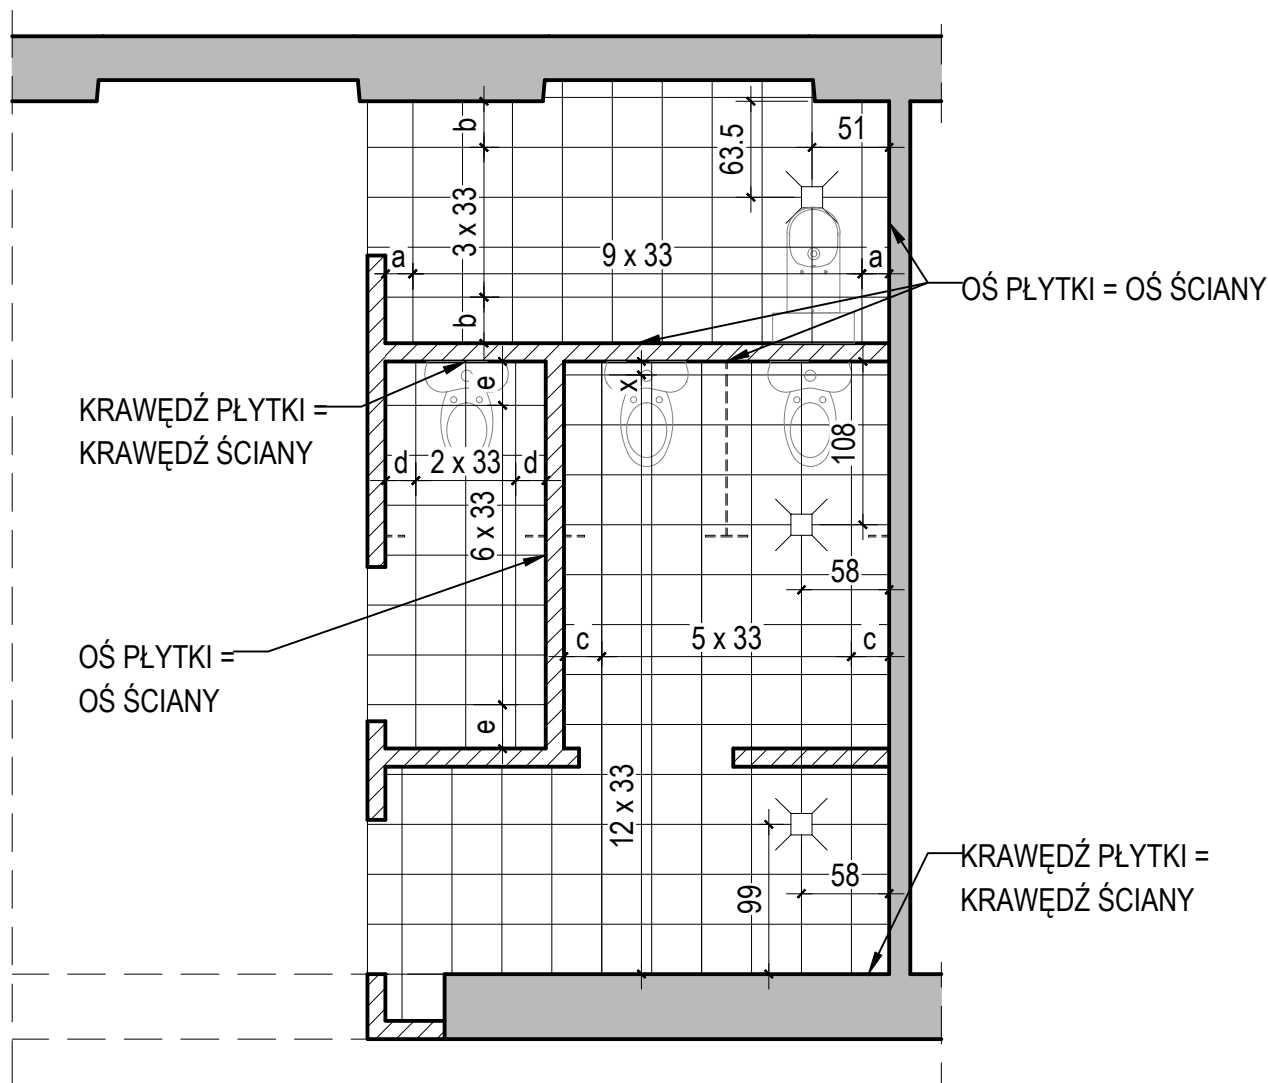 b
51
63.5
3 x 33
a
9 x 33
a
OŚ PŁYTKI = OŚ ŚCIANY
b
e
x
KRAWĘDŹ PŁYTKI =
KRAWĘDŹ ŚCIANY
108
d
2 x 33
d
6 x 33
58
c
5 x 33
c
OŚ PŁYTKI =
OŚ ŚCIANY
e
12 x 33
KRAWĘDŹ PŁYTKI =
KRAWĘDŹ ŚCIANY
58
99